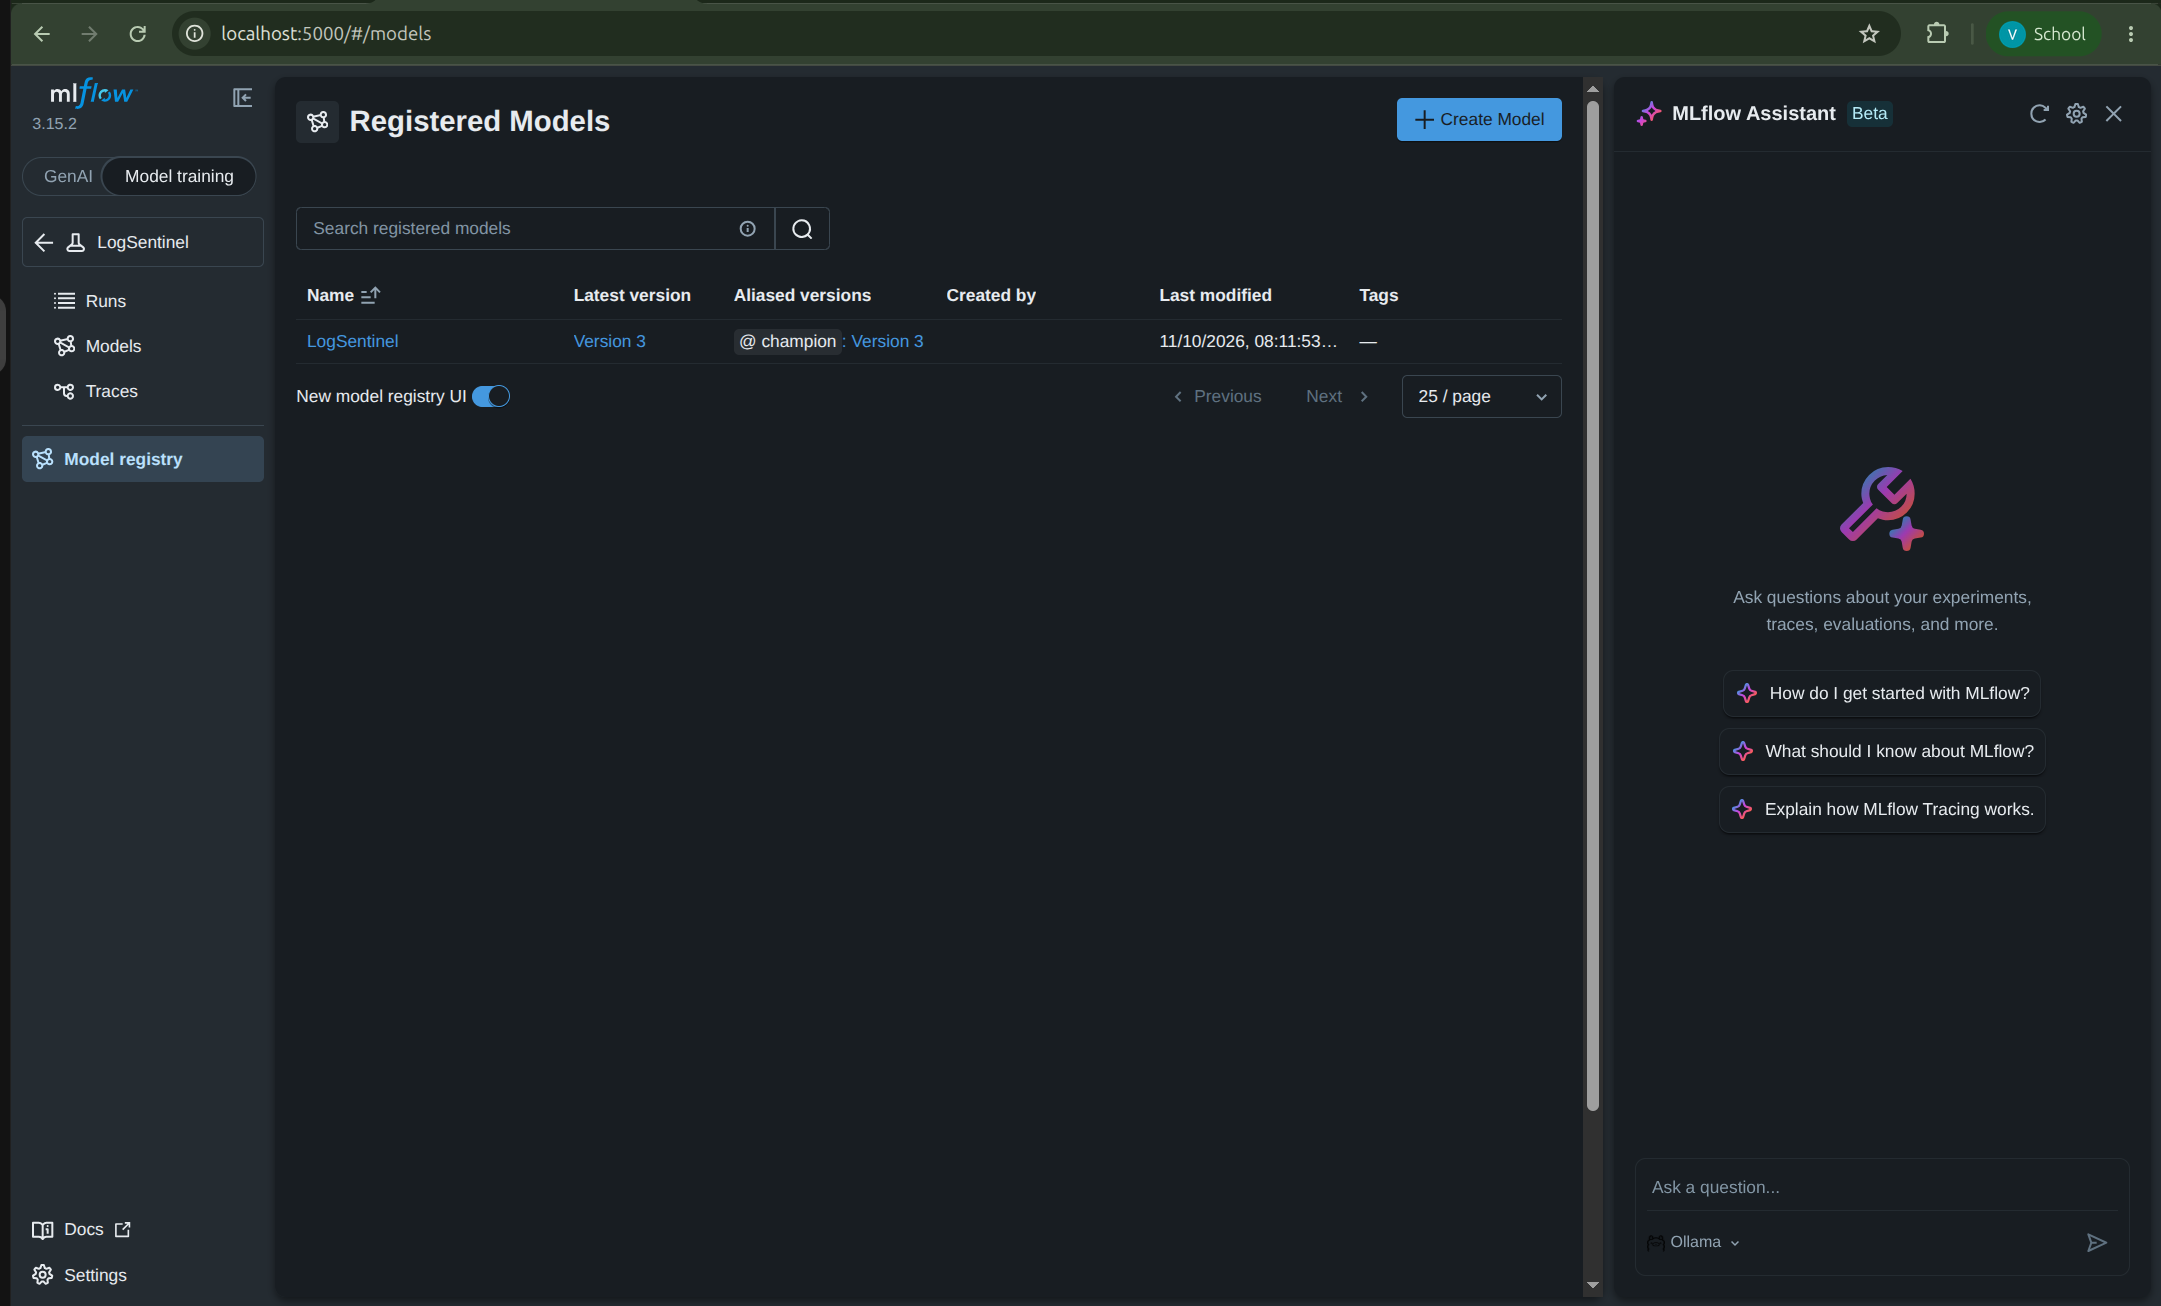 localhost:5000/#/models
School
V
mlflow
3.15.2
GenAI
Model training
LogSentinel
Runs
Models
Traces
Model registry
Docs
Settings
Registered Models
Create Model
Search registered models
Name Latest version Aliased versions Created by Last modified Tags
LogSentinel Version 3 @ champion : Version 3 11/10/2026, 08:11:53… —
New model registry UI
Previous Next 25 / page
MLflow Assistant Beta
Ask questions about your experiments,
traces, evaluations, and more.
How do I get started with MLflow?
What should I know about MLflow?
Explain how MLflow Tracing works.
Ask a question...
Ollama